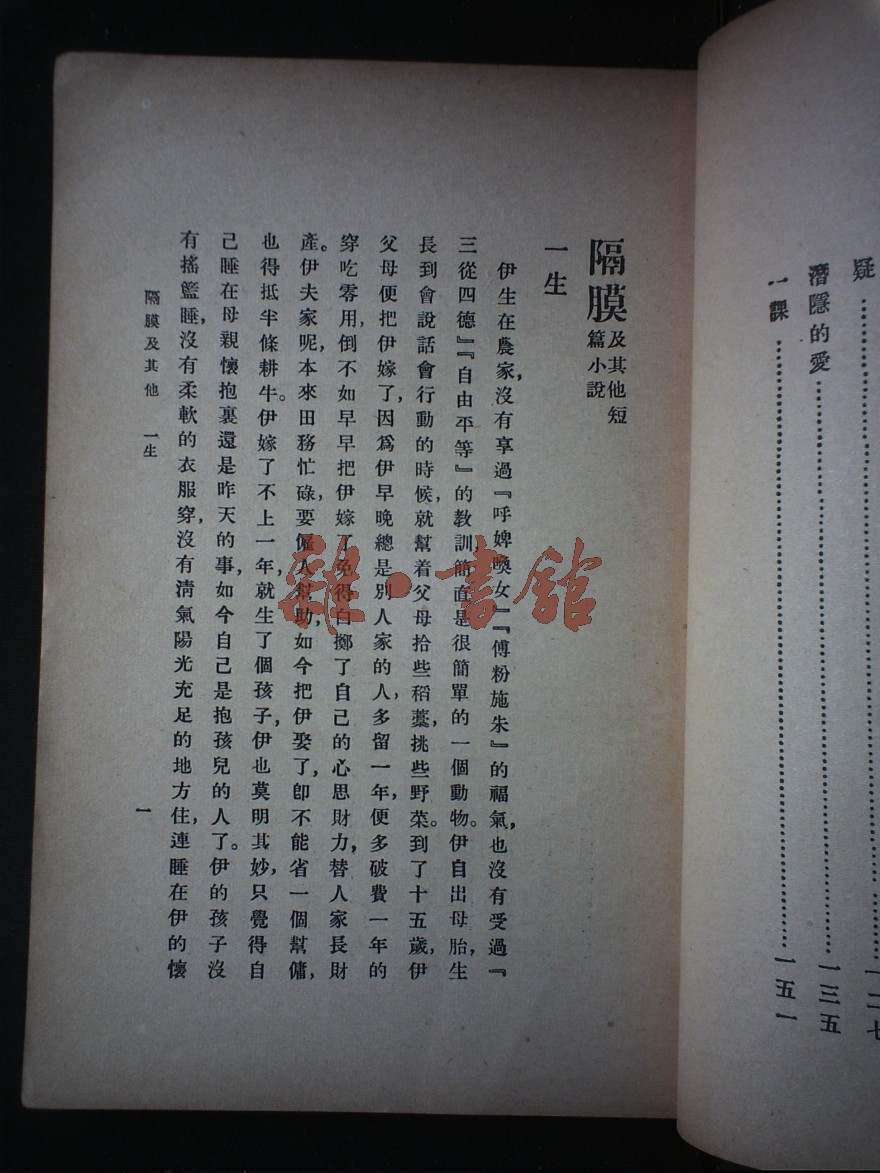 疑……………………一二七
潛隱的愛……………………一三五
一課……………………一五一
隔膜 及其他短篇小說
一生
伊生在農家,沒有享過『呼婢喚女』『傅粉施朱』的福氣,也沒有受過『
三從四德』『自由平等』的教訓,簡直是很簡單的一個動物。伊自出母胎,生
長到會說話會行動的時候,就幫着父母拾些稻藁,挑些野菜。到了十五歲,伊
父母便把伊嫁了,因爲伊早晚總是別人家的人,多留一年,便多破費一年的
穿吃零用,倒不如早早把伊嫁了,免得白擲了自己的心思財力,替人家長財
產。伊夫家呢,本來田務忙碌,要僱人幫助,如今把伊娶了,卽不能省一個幫傭,
也得抵半條耕牛。伊嫁了不上一年,就生了個孩子,伊也莫明其妙,只覺得自
己睡在母親懷抱裏還是昨天的事,如今自己是抱孩兒的人了。伊的孩子沒
有搖籃睡,沒有柔軟的衣服穿,沒有淸氣陽光充足的地方住,連睡在伊的懷
隔膜及其他 一生
一
雜·書館